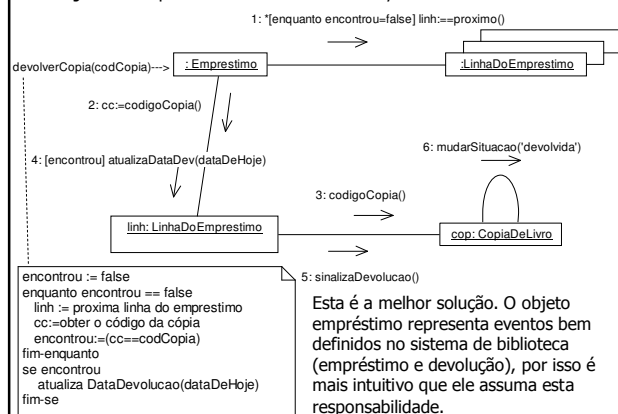 1: *[enquanto encontrou=false] linh:==proximo()
devolverCopia(codCopia)--->
: Emprestimo
:LinhaDoEmprestimo
2: cc:=codigoCopia()
6: mudarSituacao('devolvida')
4: [encontrou] atualizaDataDev(dataDeHoje)
3: codigoCopia()
linh: LinhaDoEmprestimo
cop: CopiaDeLivro
5: sinalizaDevolucao()
encontrou := false
enquanto encontrou == false
linh := proxima linha do emprestimo
cc:=obter o código da cópia
encontrou:=(cc==codCopia)
fim-enquanto
se encontrou
atualiza DataDevolucao(dataDeHoje)
fim-se
Esta é a melhor solução. O objeto
empréstimo representa eventos bem
definidos no sistema de biblioteca
(empréstimo e devolução), por isso é
mais intuitivo que ele assuma esta
responsabilidade.